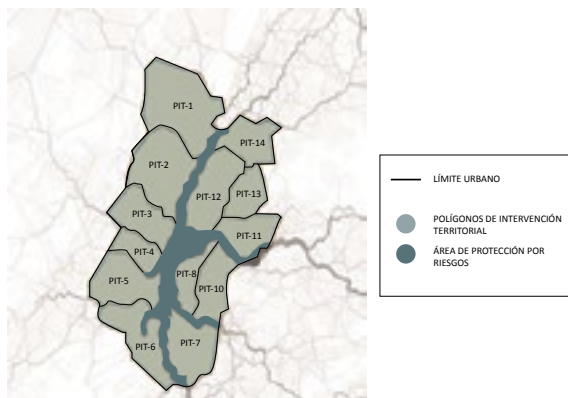 PIT-1
PIT-14
PIT-2
PIT-12
PIT-13
PIT-3
PIT-11
PIT-4
PIT-5
PIT-8
PIT-10
PIT-6
PIT-7
LÍMITE URBANO
POLÍGONOS DE INTERVENCIÓN
TERRITORIAL
ÁREA DE PROTECCIÓN POR
RIESGOS